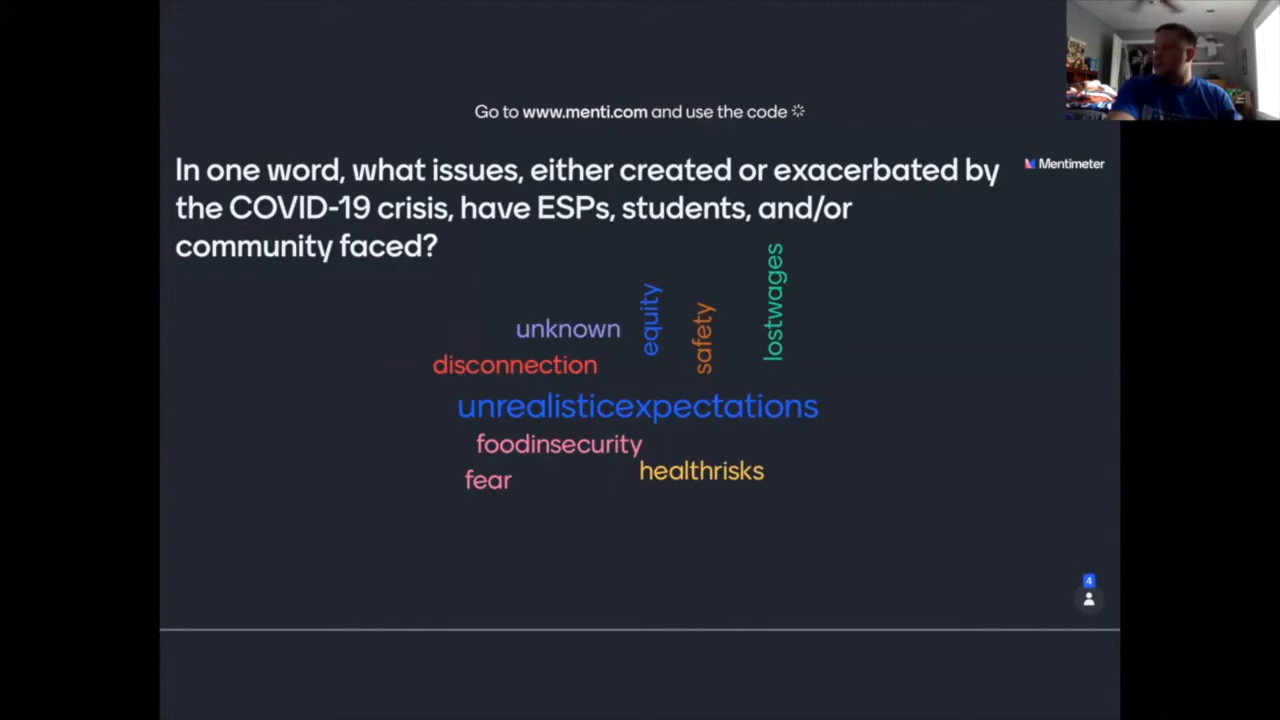 Go to www.menti.com and use the code
Mentimeter
In one word, what issues, either created or exacerbated by
the COVID-19 crisis, have ESPs, students, and/or
community faced?
lostwages
equity
safety
unknown
disconnection
unrealisticexpectations
foodinsecurity
healthrisks
fear
4